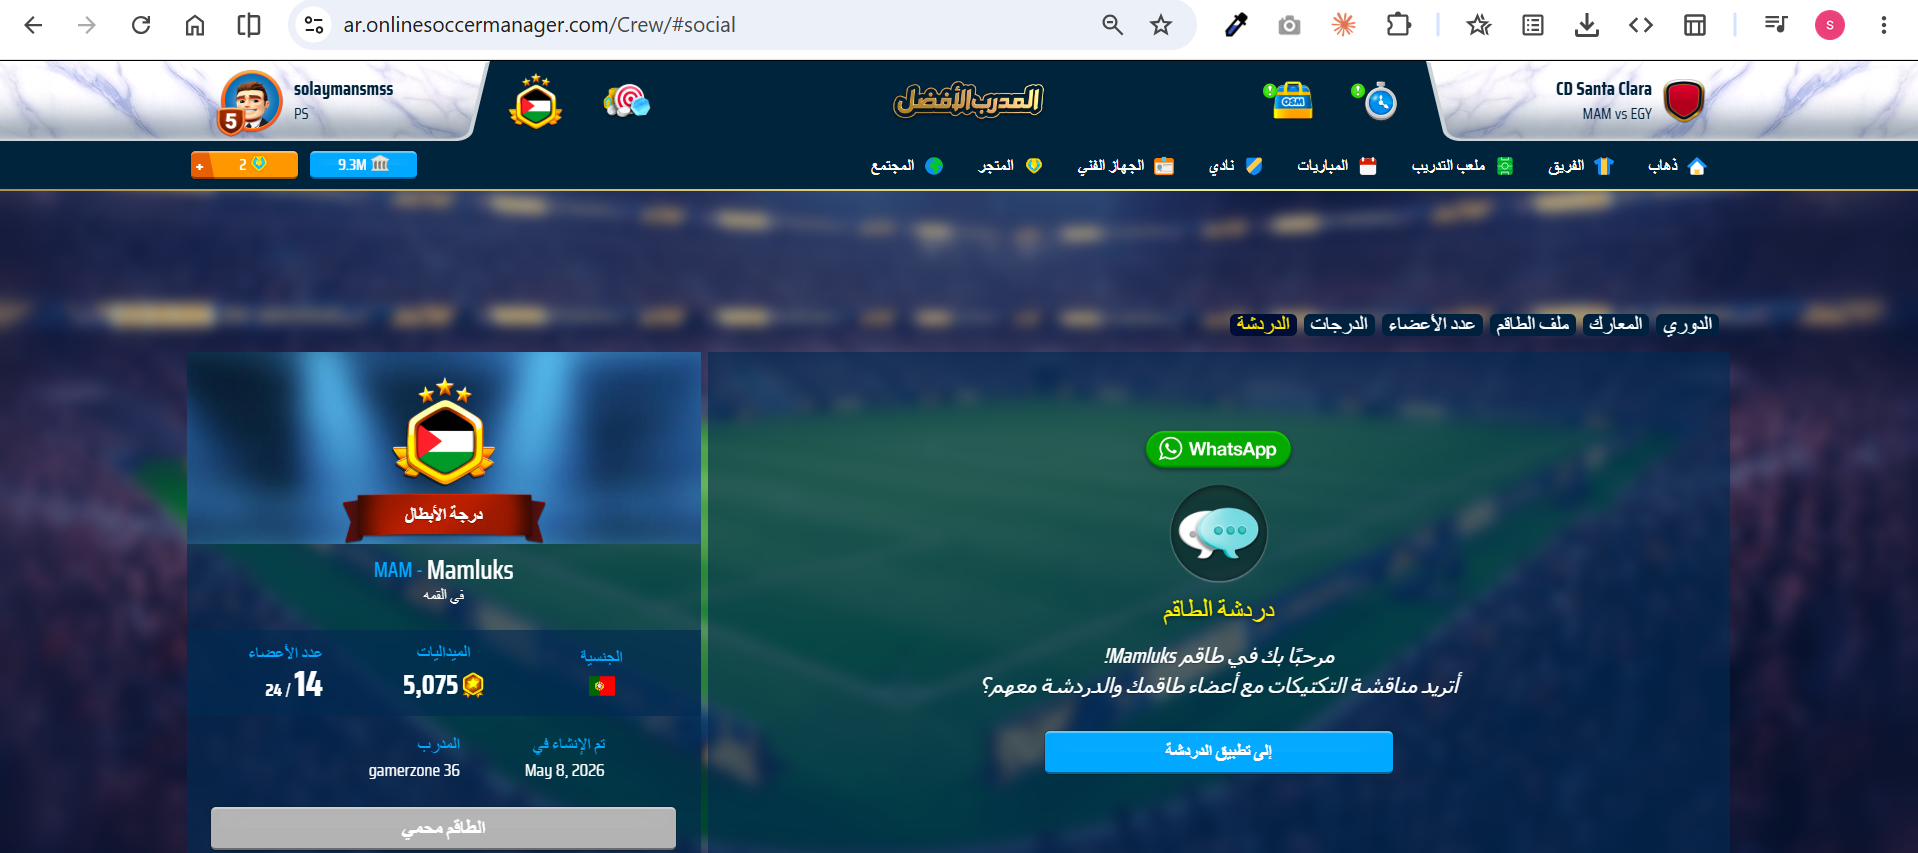 ar.onlinesoccermanager.com/Crew/#social
S
solaymansmss
PS
5
المدرب الأفضل
OSM
CD Santa Clara
MAM vs EGY
+ 2
9.3M
ذهاب
الفريق
ملعب التدريب
المباريات
نادي
الجهاز الفني
المتجر
المجتمع
الدوري
المعارك
ملف الطاقم
عدد الأعضاء
الدرجات
الدردشة
درجة الأبطال
MAM - Mamluks
في القمه
الجنسية
الميداليات
5,075
عدد الأعضاء
14 / 24
تم الإنشاء في
May 8, 2026
المدرب
gamerzone 36
الطاقم محمي
WhatsApp
دردشة الطاقم
مرحبًا بك في طاقم Mamluks!
أتريد مناقشة التكتيكات مع أعضاء طاقمك والدردشة معهم؟
إلى تطبيق الدردشة